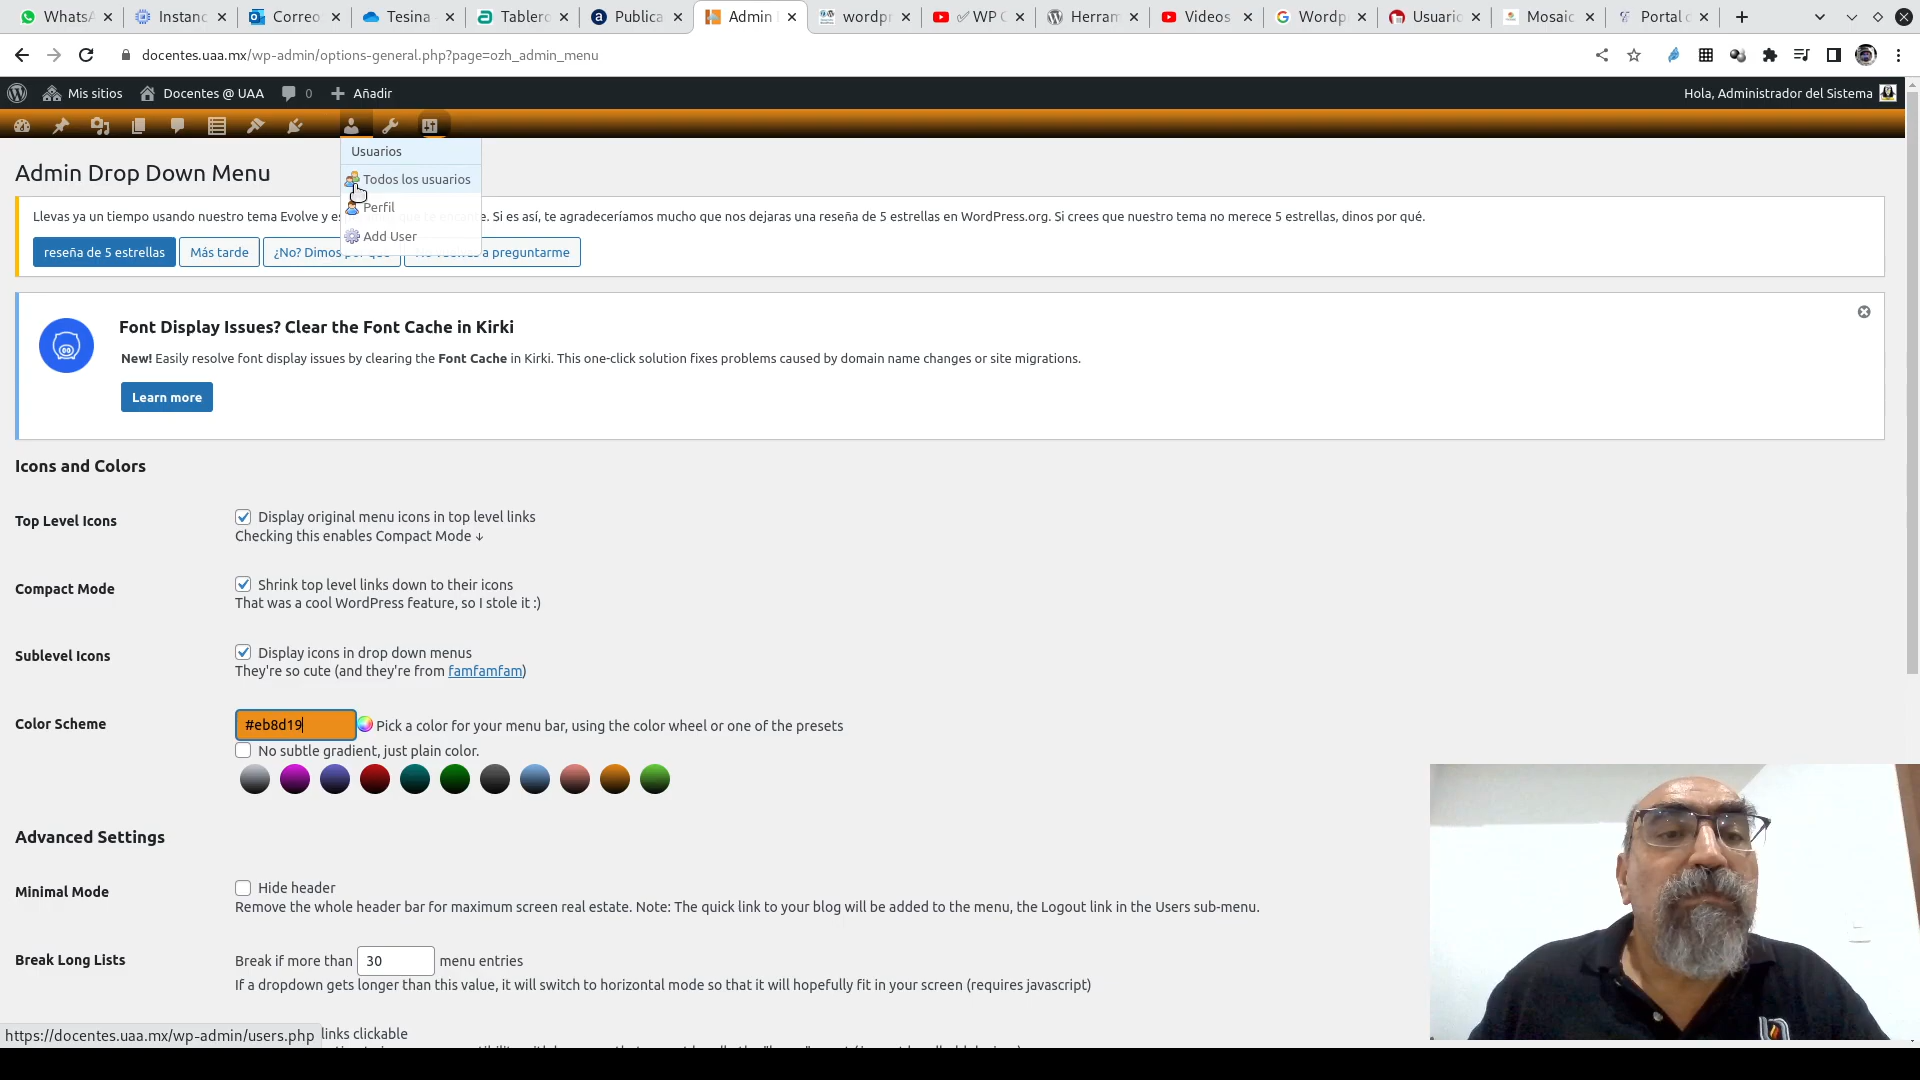 WhatsA
Instanc
Correo
Tesina
Tablero
Publica
Admin
wordpr
WP C
Herram
Videos
Wordp
Usuario
Mosaic
Portal
docentes.uaa.mx/wp-admin/options-general.php?page=ozh_admin_menu
Mis sitios
Docentes @ UAA
0
Añadir
Hola, Administrador del Sistema
Usuarios
Todos los usuarios
Perfil
Add User
Admin Drop Down Menu
Llevas ya un tiempo usando nuestro tema Evolve y es
encante. Si es así, te agradeceríamos mucho que nos dejaras una reseña de 5 estrellas en WordPress.org. Si crees que nuestro tema no merece 5 estrellas, dinos por qué.
reseña de 5 estrellas
Más tarde
¿No? Dimos por qué
a preguntarme
Font Display Issues? Clear the Font Cache in Kirki
New! Easily resolve font display issues by clearing the Font Cache in Kirki. This one-click solution fixes problems caused by domain name changes or site migrations.
Learn more
Icons and Colors
Top Level Icons
Display original menu icons in top level links
Checking this enables Compact Mode ↓
Compact Mode
Shrink top level links down to their icons
That was a cool WordPress feature, so I stole it :)
Sublevel Icons
Display icons in drop down menus
They're so cute (and they're from famfamfam)
Color Scheme
#eb8d19
Pick a color for your menu bar, using the color wheel or one of the presets
No subtle gradient, just plain color.
Advanced Settings
Minimal Mode
Hide header
Remove the whole header bar for maximum screen real estate. Note: The quick link to your blog will be added to the menu, the Logout link in the Users sub-menu.
Break Long Lists
Break if more than 30 menu entries
If a dropdown gets longer than this value, it will switch to horizontal mode so that it will hopefully fit in your screen (requires javascript)
links clickable
https://docentes.uaa.mx/wp-admin/users.php